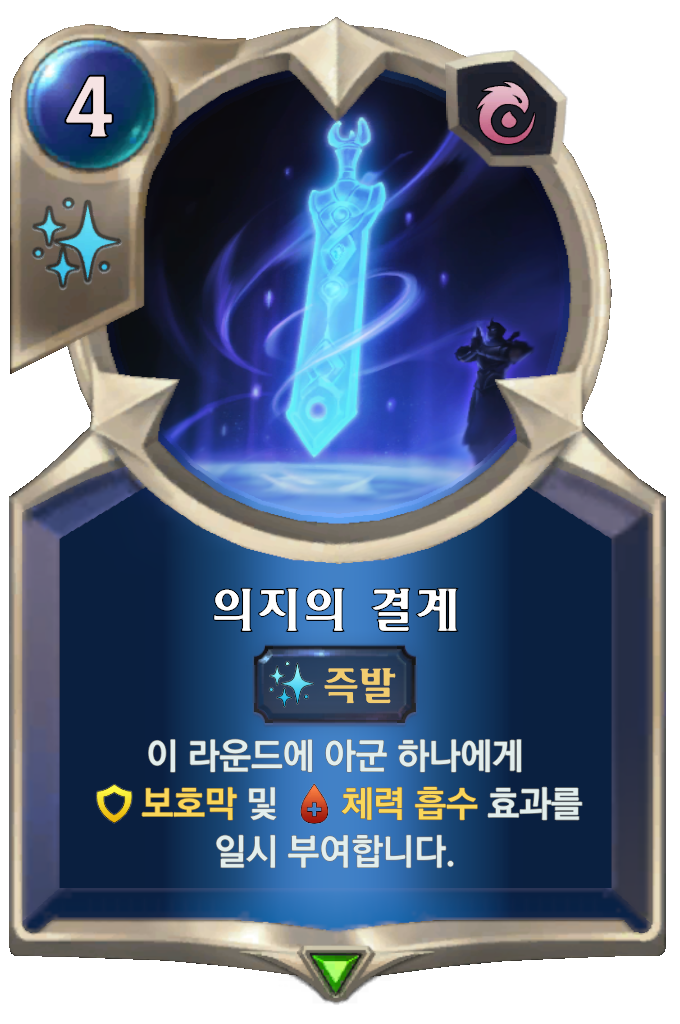 4
의지의 결계
즉발
이 라운드에 아군 하나에게
보호막 및 체력 흡수 효과를
일시 부여합니다.